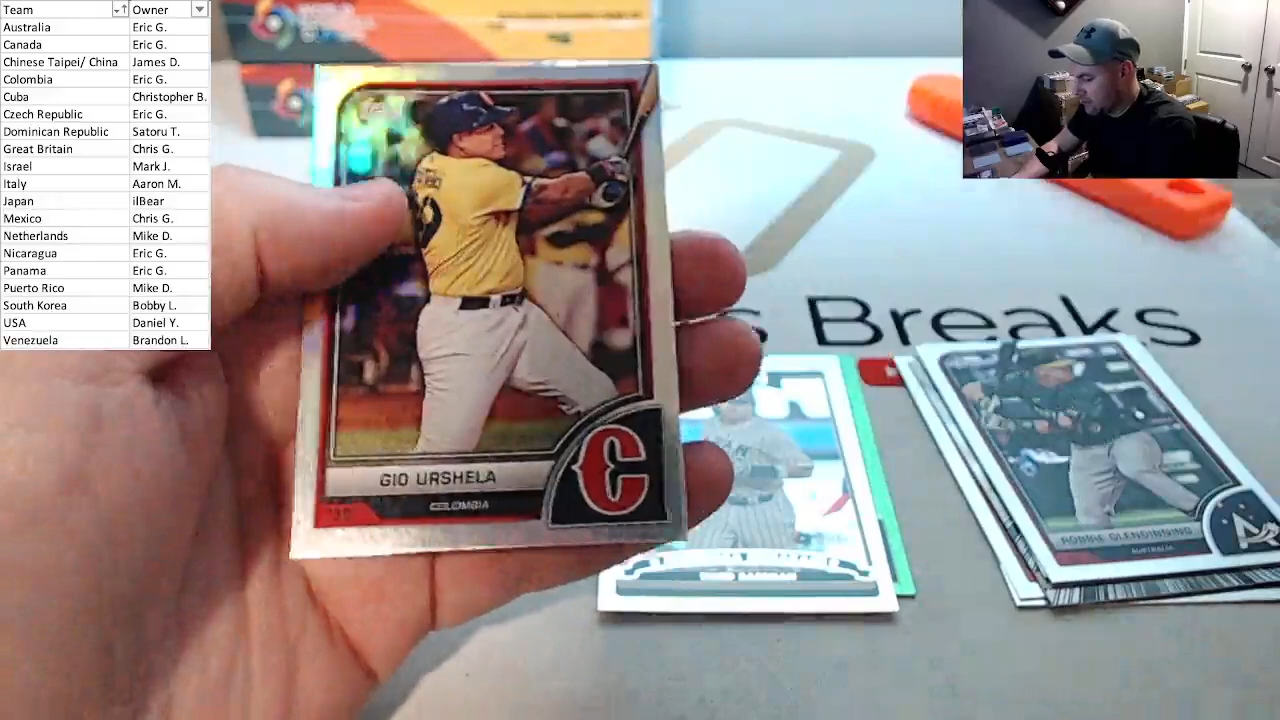 Team Owner
Australia Eric G.
Canada Eric G.
Chinese Taipei/ China James D.
Colombia Eric G.
Cuba Christopher B.
Czech Republic Eric G.
Dominican Republic Satoru T.
Great Britain Chris G.
Israel Mark J.
Italy Aaron M.
Japan ilBear
Mexico Chris G.
Netherlands Mike D.
Nicaragua Eric G.
Panama Eric G.
Puerto Rico Mike D.
South Korea Bobby L.
USA Daniel Y.
Venezuela Brandon L.
GIO URSHELA
COLOMBIA
C
Breaks
ROBBIE GLENDINNING
AUSTRALIA
A